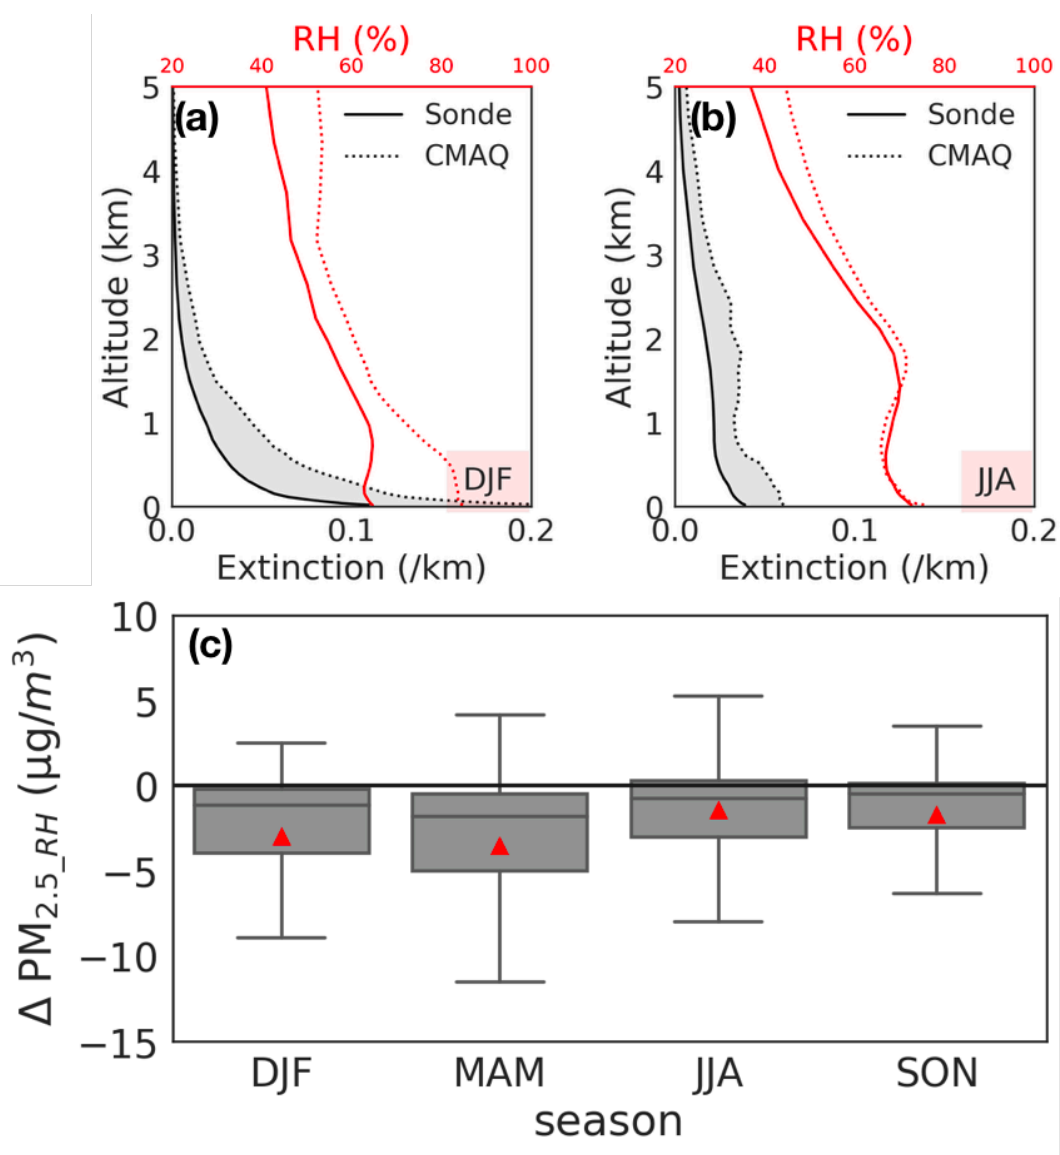 RH (%)
20 40 60 80 100
5
4
3
2
1
0
Altitude (km)
(a)
Sonde
CMAQ
DJF
0.0 0.1 0.2
Extinction (/km)
RH (%)
20 40 60 80 100
5
4
3
2
1
0
Altitude (km)
(b)
Sonde
CMAQ
JJA
0.0 0.1 0.2
Extinction (/km)
10
5
0
−5
−10
−15
Δ PM2.5_RH (μg/m³)
(c)
DJF MAM JJA SON
season